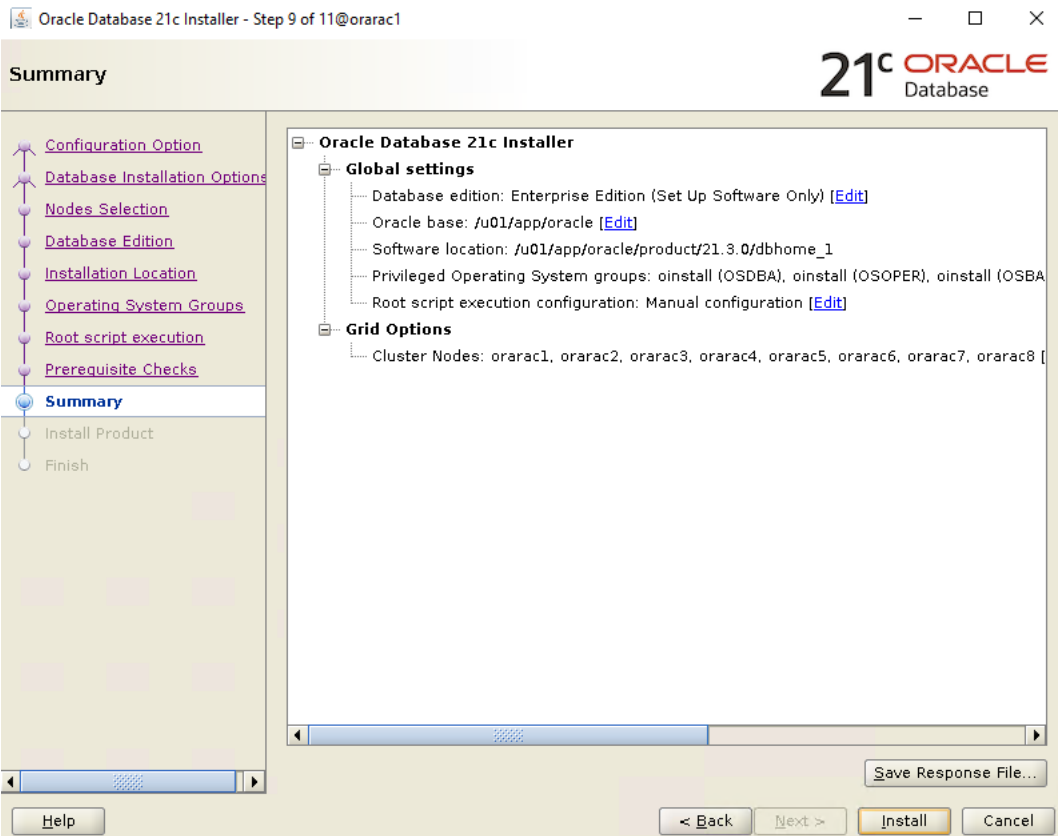 Oracle Database 21c Installer - Step 9 of 11@orarac1
Summary
21c ORACLE
Database
Configuration Option
Database Installation Options
Nodes Selection
Database Edition
Installation Location
Operating System Groups
Root script execution
Prerequisite Checks
Summary
Install Product
Finish
Oracle Database 21c Installer
Global settings
Database edition: Enterprise Edition (Set Up Software Only) [Edit]
Oracle base: /u01/app/oracle [Edit]
Software location: /u01/app/oracle/product/21.3.0/dbhome_1
Privileged Operating System groups: oinstall (OSDBA), oinstall (OSOPER), oinstall (OSBA
Root script execution configuration: Manual configuration [Edit]
Grid Options
Cluster Nodes: orarac1, orarac2, orarac3, orarac4, orarac5, orarac6, orarac7, orarac8 [
Save Response File...
Help
< Back
Next >
Install
Cancel